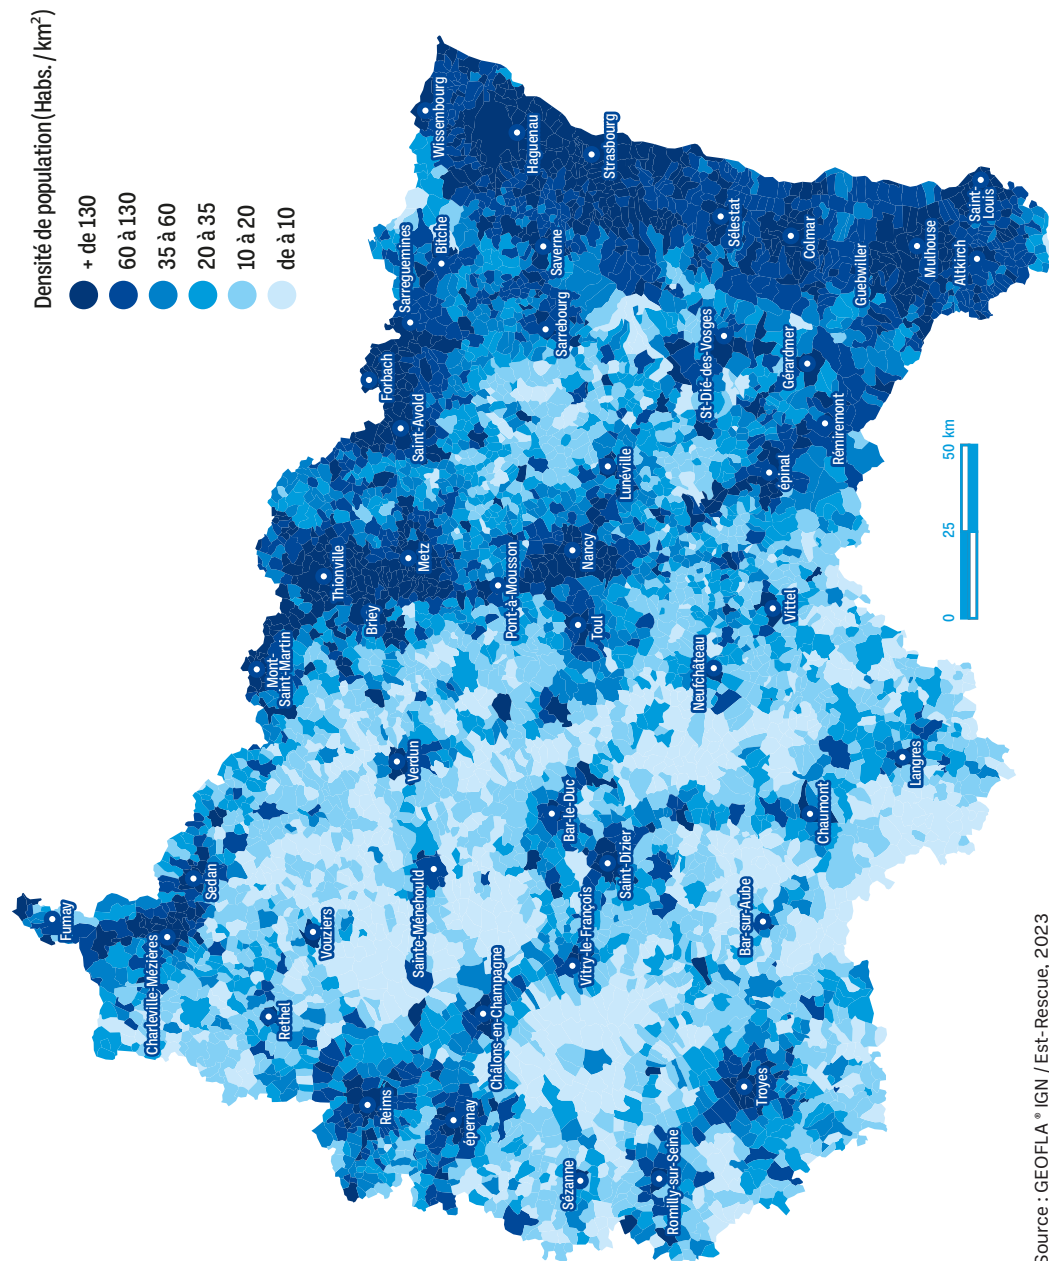 Densité de population (Habs. / km²)
+ de 130
60 à 130
35 à 60
20 à 35
10 à 20
de à 10
Fumay
Charleville-Mézières
Sedan
Rethel
Vouziers
Reims
épernay
Châlons-en-Champagne
Sainte-Ménehould
Verdun
Mont-
Saint-Martin
Briey
Thionville
Metz
Pont-à-Mousson
Nancy
Toul
Lunéville
Forbach
Saint-Avold
Sarreguemines
Bitche
Wissembourg
Haguenau
Strasbourg
Saverne
Sarrebourg
Sélestat
Colmar
Guebwiller
Mulhouse
Altkirch
Saint-
Louis
St-Dié-des-Vosges
Gérardmer
Rémiremont
épinal
Vittel
Neufchâteau
Bar-le-Duc
Saint-Dizier
Vitry-le-François
Sézanne
Romilly-sur-Seine
Troyes
Bar-sur-Aube
Chaumont
Langres
0 25 50 km
Source : GEOFLA ® IGN / Est-Rescue, 2023